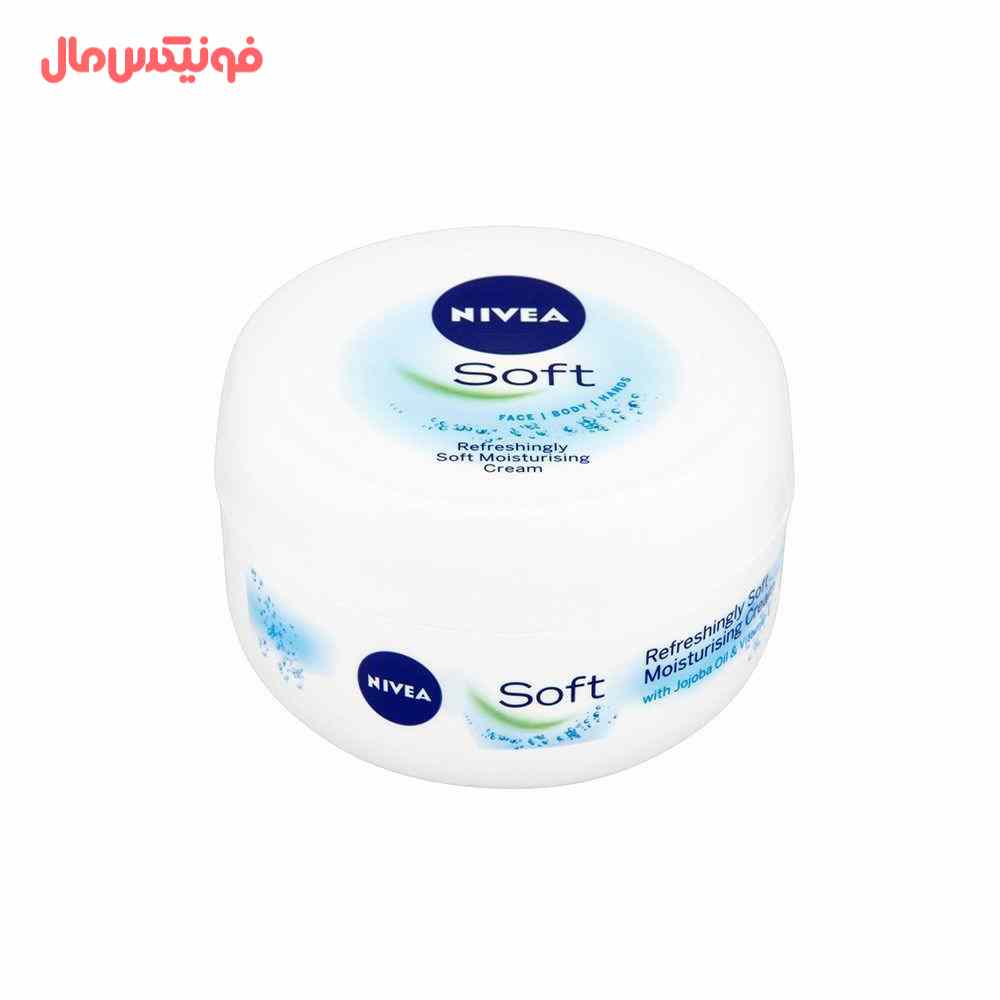 فونیکس‌مال
NIVEA
Soft
FACE | BODY | HANDS
Refreshingly
Soft Moisturising
Cream
NIVEA
Soft
Refreshingly Soft
Moisturising Cream
with Jojoba Oil &